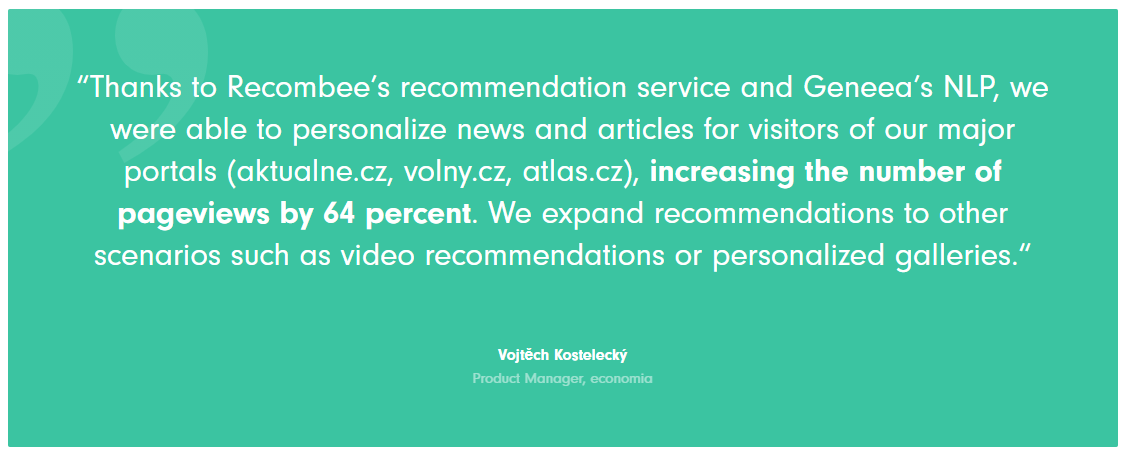 “Thanks to Recombee’s recommendation service and Geneea’s NLP, we
were able to personalize news and articles for visitors of our major
portals (aktualne.cz, volny.cz, atlas.cz), increasing the number of
pageviews by 64 percent. We expand recommendations to other
scenarios such as video recommendations or personalized galleries.“
Vojtěch Kostelecký
Product Manager, economia